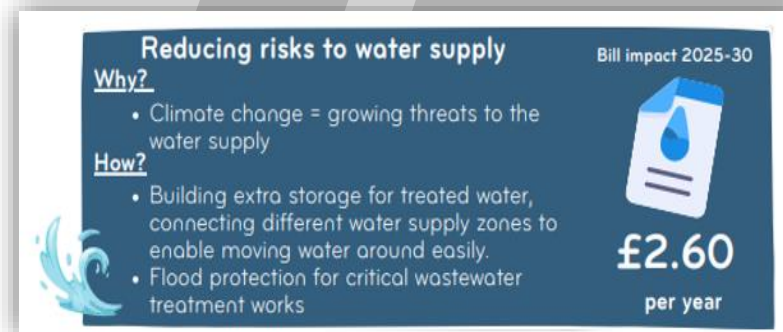 Reducing risks to water supply
Bill impact 2025-30
Why?
• Climate change = growing threats to the
water supply
How?
• Building extra storage for treated water,
connecting different water supply zones to
enable moving water around easily.
• Flood protection for critical wastewater
treatment works
£2.60
per year